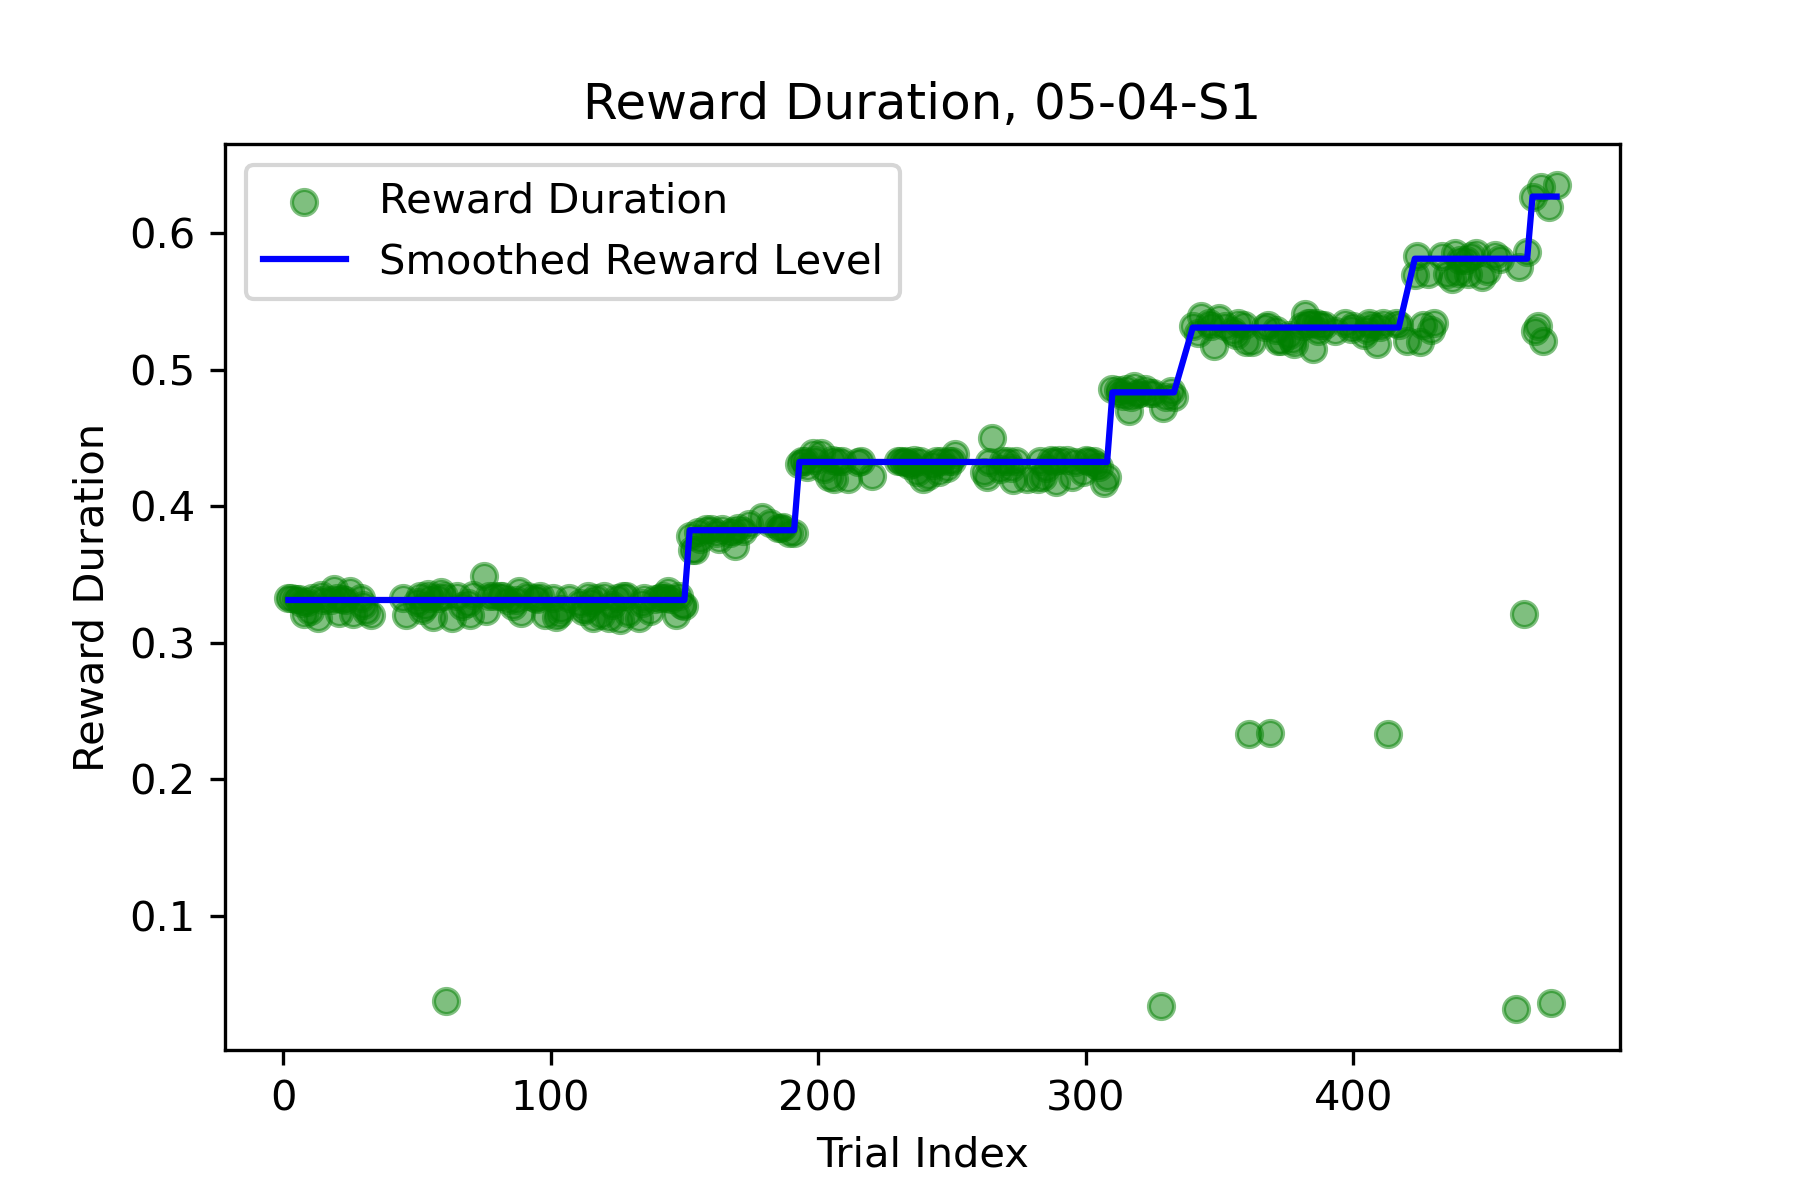 Reward Duration, 05-04-S1
Reward Duration
Smoothed Reward Level
0.6
0.5
0.4
0.3
0.2
0.1
Reward Duration
0 100 200 300 400
Trial Index